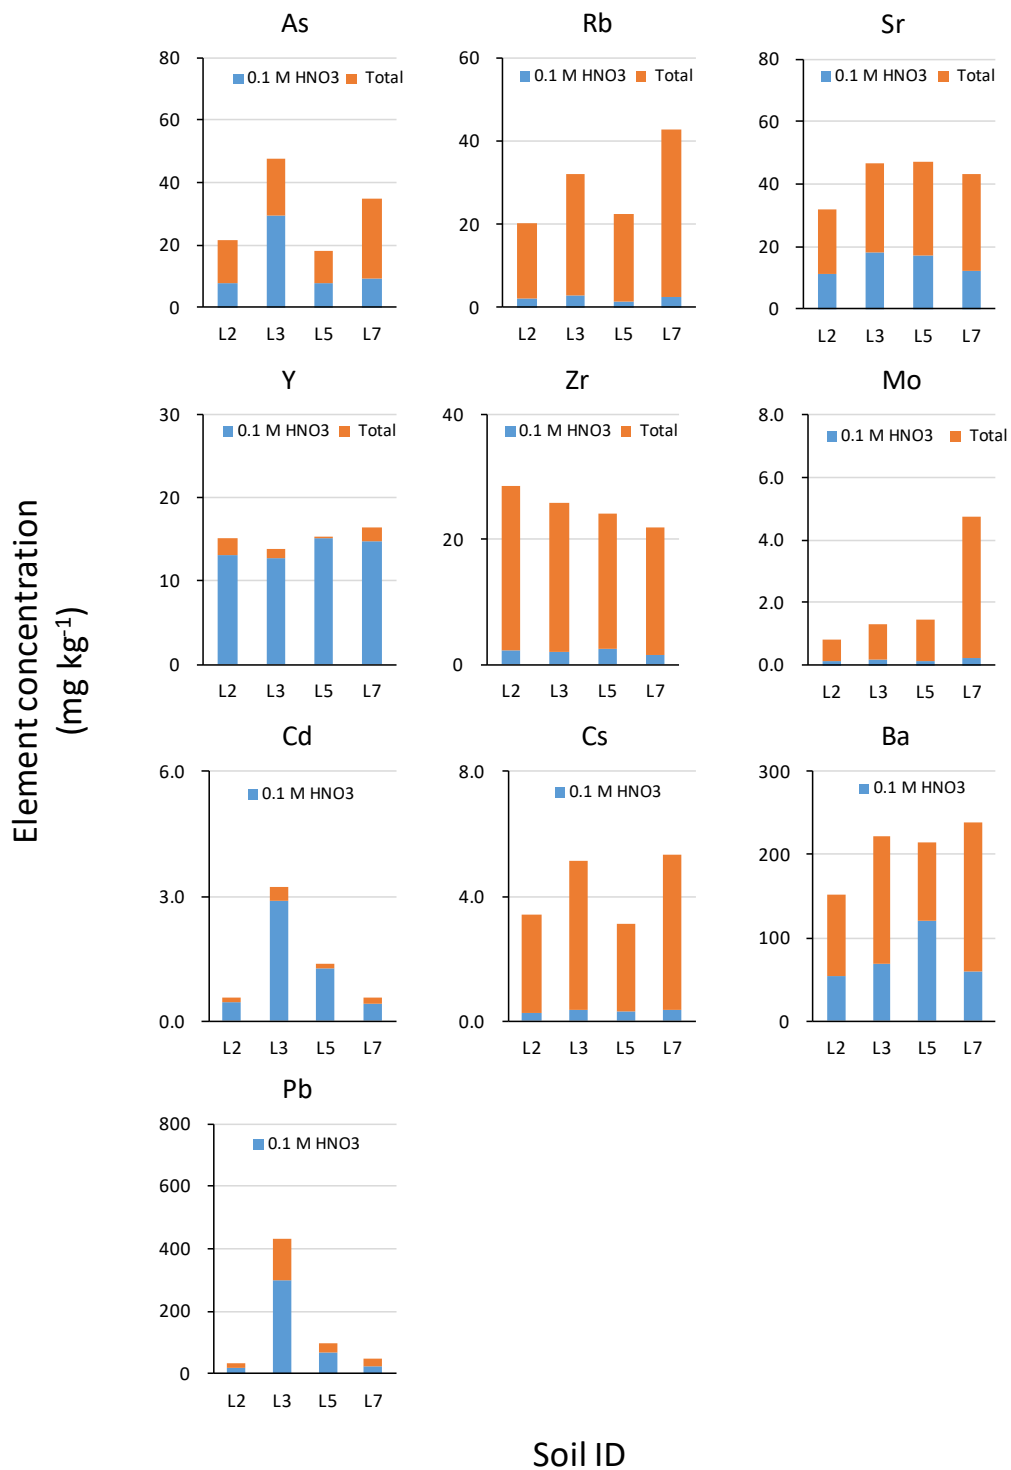 As
80
60
40
20
0
0.1 M HNO3 Total
L2 L3 L5 L7
Rb
60
40
20
0
0.1 M HNO3 Total
L2 L3 L5 L7
Sr
80
60
40
20
0
0.1 M HNO3 Total
L2 L3 L5 L7
Y
30
20
10
0
0.1 M HNO3 Total
L2 L3 L5 L7
Zr
40
20
0
0.1 M HNO3 Total
L2 L3 L5 L7
Mo
8.0
6.0
4.0
2.0
0.0
0.1 M HNO3 Total
L2 L3 L5 L7
Element concentration
(mg kg⁻¹)
Cd
6.0
3.0
0.0
0.1 M HNO3
L2 L3 L5 L7
Cs
8.0
4.0
0.0
0.1 M HNO3
L2 L3 L5 L7
Ba
300
200
100
0
0.1 M HNO3
L2 L3 L5 L7
Pb
800
600
400
200
0
0.1 M HNO3
L2 L3 L5 L7
Soil ID